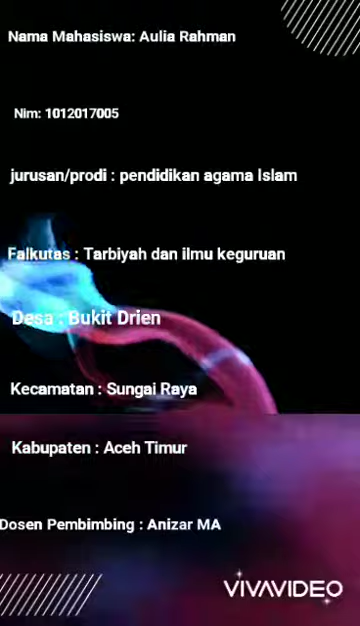 Nama Mahasiswa: Aulia Rahman
Nim: 1012017005
jurusan/prodi : pendidikan agama Islam
Falkutas : Tarbiyah dan ilmu keguruan
Desa : Bukit Drien
Kecamatan : Sungai Raya
Kabupaten : Aceh Timur
Dosen Pembimbing : Anizar MA
VIVAVIDEO